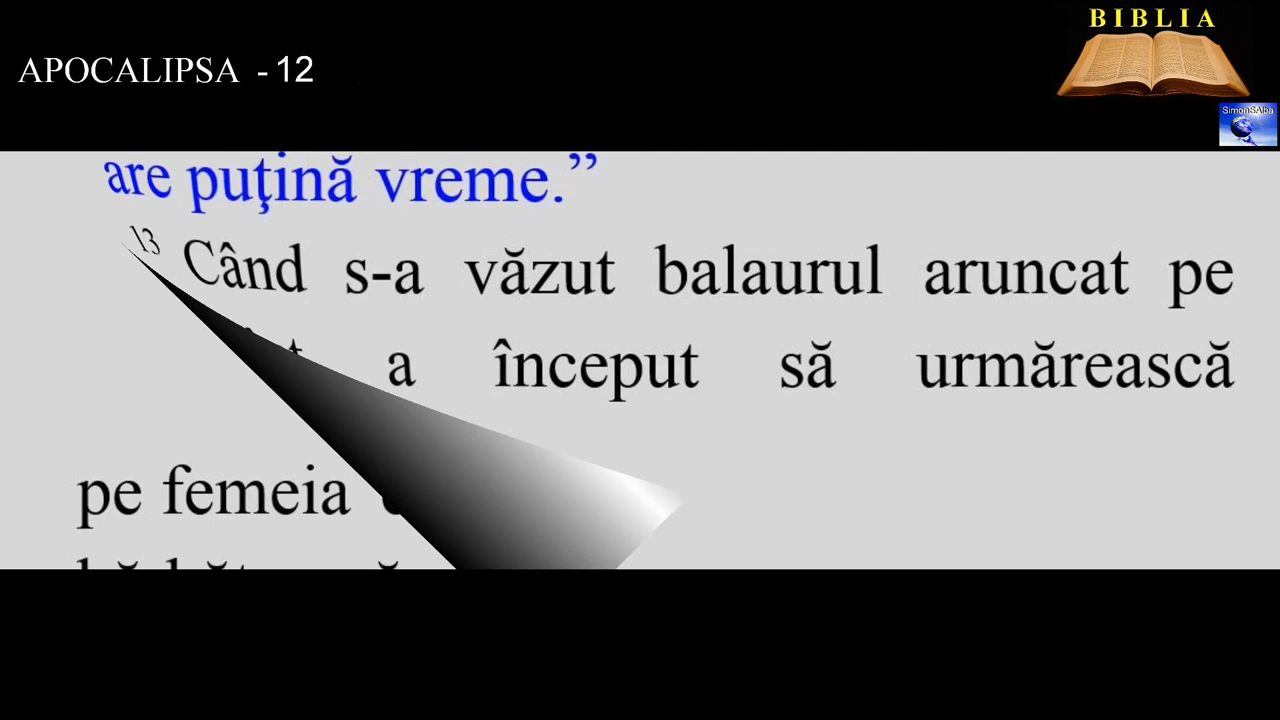 BIBLIA
APOCALIPSA - 12
SimonSAlba
are puţină vreme.”
13 Când s-a văzut balaurul aruncat pe
a început să urmărească
pe femeia